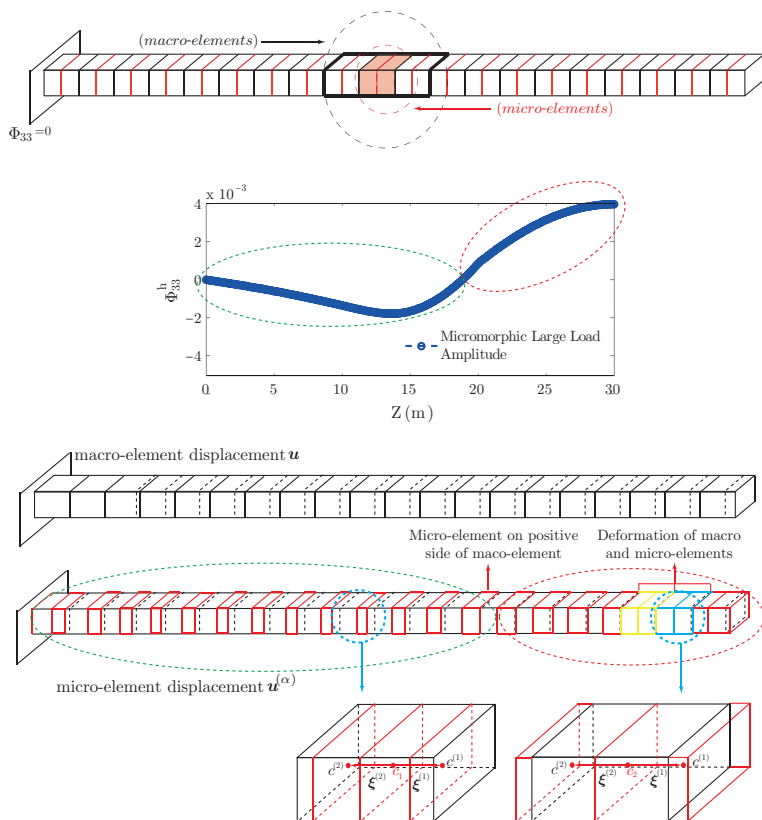 (macro-elements)
(micro-elements)
Φ₃₃=0
x 10⁻³
4
2
0
−2
−4
Φ₃₃ʰ
Micromorphic Large Load
Amplitude
0
5
10
15
20
25
30
Z (m)
macro-element displacement u
Micro-element on positive
side of maco-element
Deformation of macro
and micro-elements
micro-element displacement u⁽ᵅ⁾
c⁽²⁾ c₁ c⁽¹⁾
ξ⁽²⁾ ξ⁽¹⁾
c⁽²⁾ c₂ c⁽¹⁾
ξ⁽²⁾ ξ⁽¹⁾